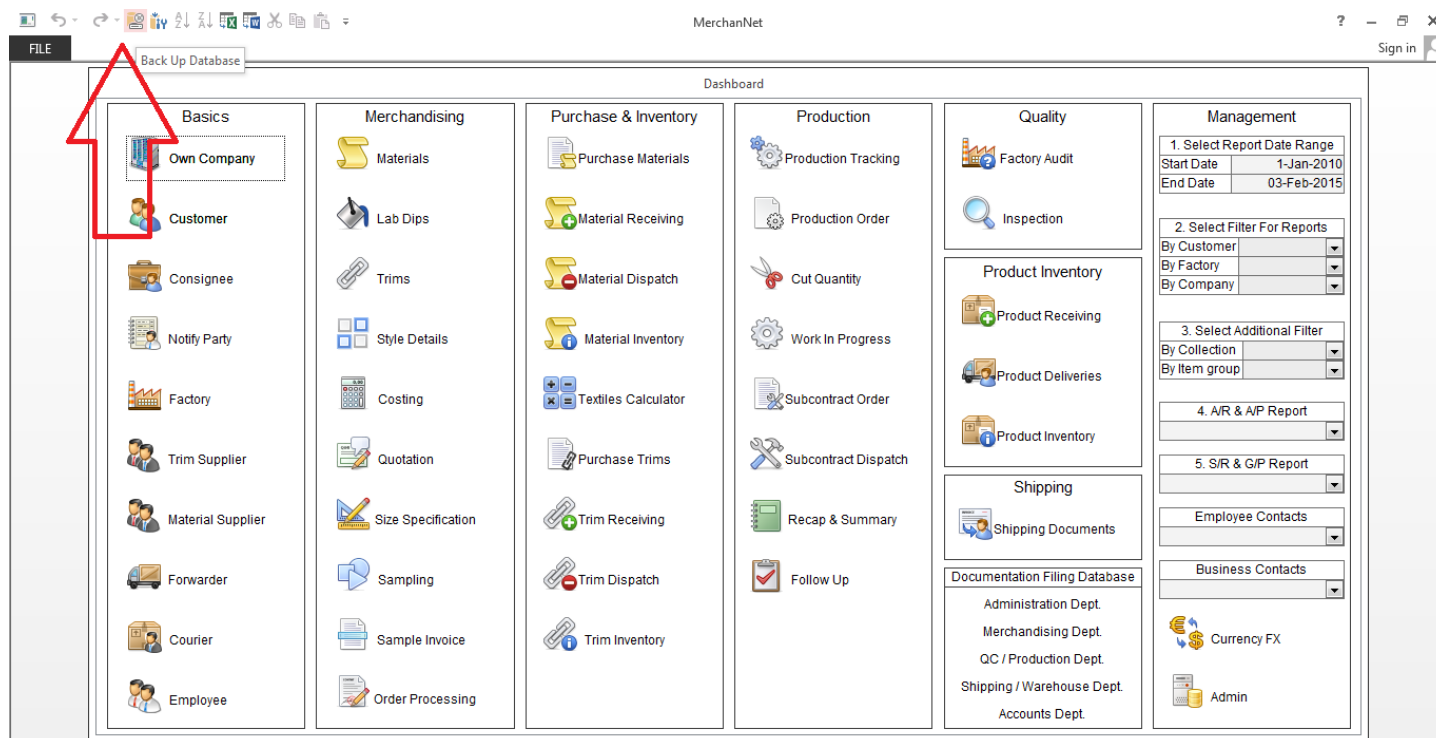 MerchanNet
?
FILE
Sign in
Back Up Database
Dashboard
Basics
Own Company
Customer
Consignee
Notify Party
Factory
Trim Supplier
Material Supplier
Forwarder
Courier
Employee
Merchandising
Materials
Lab Dips
Trims
Style Details
Costing
Quotation
Size Specification
Sampling
Sample Invoice
Order Processing
Purchase & Inventory
Purchase Materials
Material Receiving
Material Dispatch
Material Inventory
Textiles Calculator
Purchase Trims
Trim Receiving
Trim Dispatch
Trim Inventory
Production
Production Tracking
Production Order
Cut Quantity
Work In Progress
Subcontract Order
Subcontract Dispatch
Recap & Summary
Follow Up
Quality
Factory Audit
Inspection
Product Inventory
Product Receiving
Product Deliveries
Product Inventory
Shipping
Shipping Documents
Documentation Filing Database
Administration Dept.
Merchandising Dept.
QC / Production Dept.
Shipping / Warehouse Dept.
Accounts Dept.
Management
1. Select Report Date Range
Start Date 1-Jan-2010
End Date 03-Feb-2015
2. Select Filter For Reports
By Customer
By Factory
By Company
3. Select Additional Filter
By Collection
By Item group
4. A/R & A/P Report
5. S/R & G/P Report
Employee Contacts
Business Contacts
Currency FX
Admin